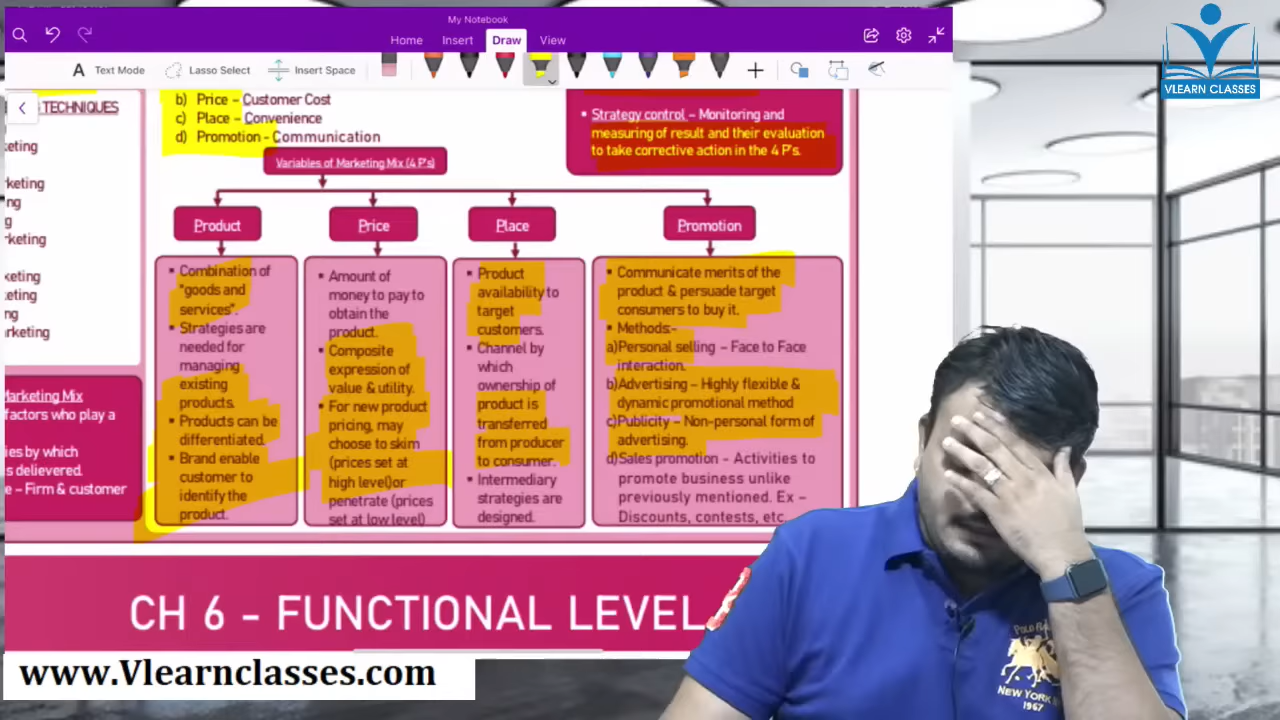 My Notebook
Home Insert Draw View
Text Mode Lasso Select Insert Space
VLEARN CLASSES
TECHNIQUES
eting
rketing
ng
g
rketing
keting
eting
ng
arketing
Marketing Mix
factors who play a
ies by which
s delievered.
e – Firm & customer
b) Price – Customer Cost
c) Place – Convenience
d) Promotion - Communication
▪ Strategy control – Monitoring and
measuring of result and their evaluation
to take corrective action in the 4 P's.
Variables of Marketing Mix (4 P's)
Product
▪ Combination of
"goods and
services".
▪ Strategies are
needed for
managing
existing
products.
▪ Products can be
differentiated.
▪ Brand enable
customer to
identify the
product.
Price
▪ Amount of
money to pay to
obtain the
product.
▪ Composite
expression of
value & utility.
▪ For new product
pricing, may
choose to skim
(prices set at
high level)or
penetrate (prices
set at low level)
Place
▪ Product
availability to
target
customers.
▪ Channel by
which
ownership of
product is
transferred
from producer
to consumer.
▪ Intermediary
strategies are
designed.
Promotion
▪ Communicate merits of the
product & persuade target
consumers to buy it.
▪ Methods:-
a)Personal selling – Face to Face
interaction.
b)Advertising – Highly flexible &
dynamic promotional method
c)Publicity – Non-personal form of
advertising.
d)Sales promotion - Activities to
promote business unlike
previously mentioned. Ex –
Discounts, contests, etc.
CH 6 - FUNCTIONAL LEVEL
www.Vlearnclasses.com
NEW YORK
1967